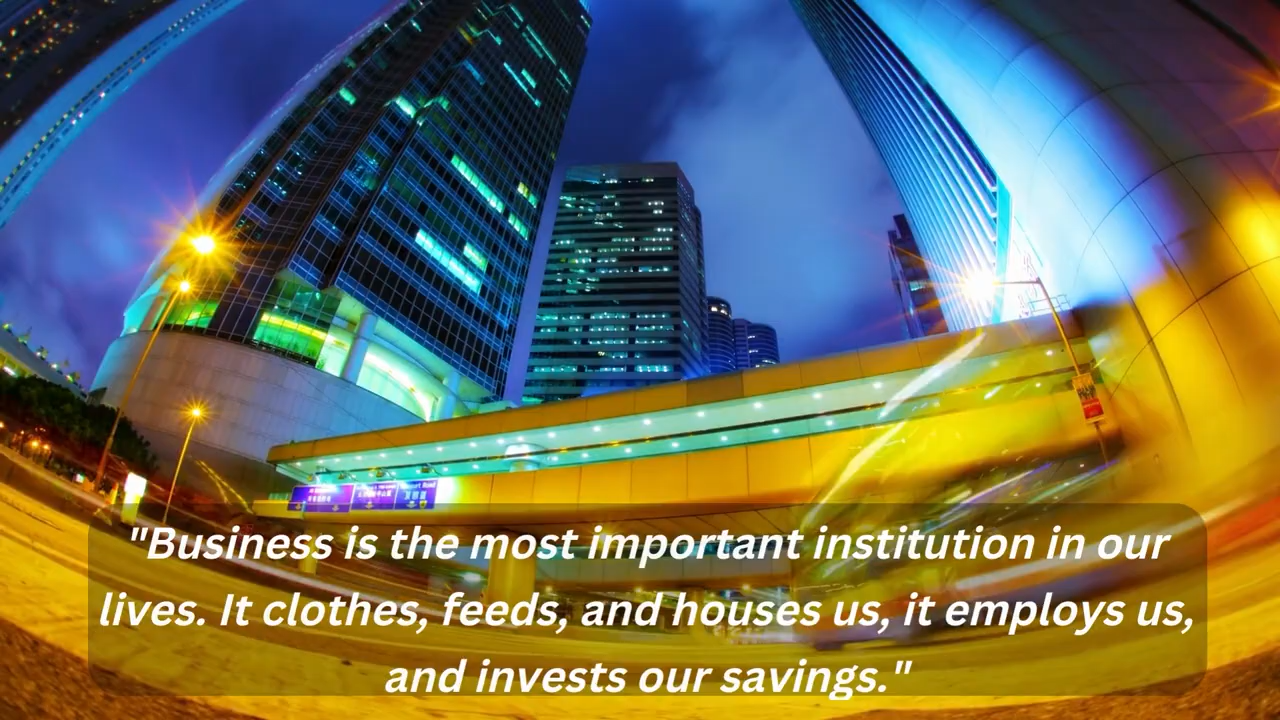 "Business is the most important institution in our
lives. It clothes, feeds, and houses us, it employs us,
and invests our savings."